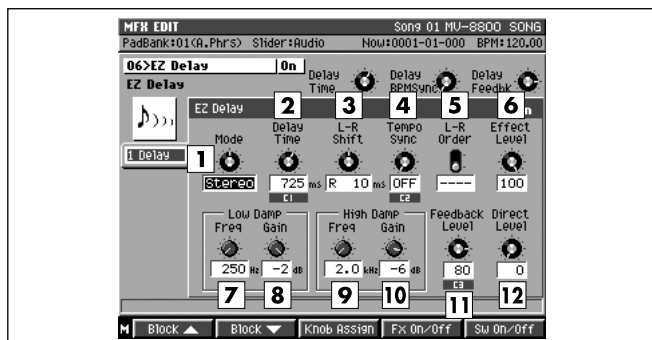 MFX EDIT Song 01 MV-8800 SONG
PadBank:01(A.Phrs) Slider:Audio Now:0001-01-000 BPM:120.00
06>EZ Delay On
EZ Delay
Delay Time Delay BPMSync Delay Feedbk
EZ Delay
1 Delay
1 2 3 4 5 6
Mode Delay Time L-R Shift Tempo Sync L-R Order Effect Level
Stereo 725 ms R 10 ms OFF ---- 100
C1 C2
Low Damp High Damp Feedback Level Direct Level
Freq Gain Freq Gain
250 Hz -2 dB 2.0 kHz -6 dB 80 0
C3
7 8 9 10 11 12
M Block ▲ Block ▼ Knob Assign FX On/Off Sw On/Off